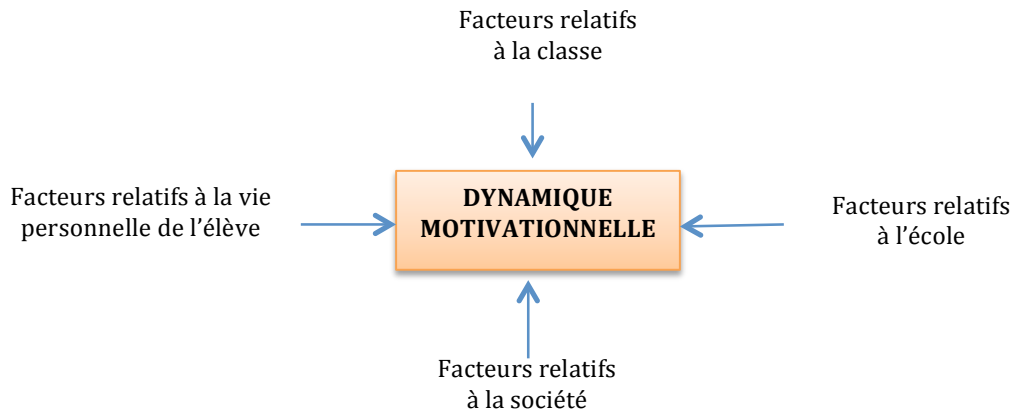 Facteurs relatifs
à la classe
Facteurs relatifs à la vie
personnelle de l’élève
DYNAMIQUE
MOTIVATIONNELLE
Facteurs relatifs
à l’école
Facteurs relatifs
à la société